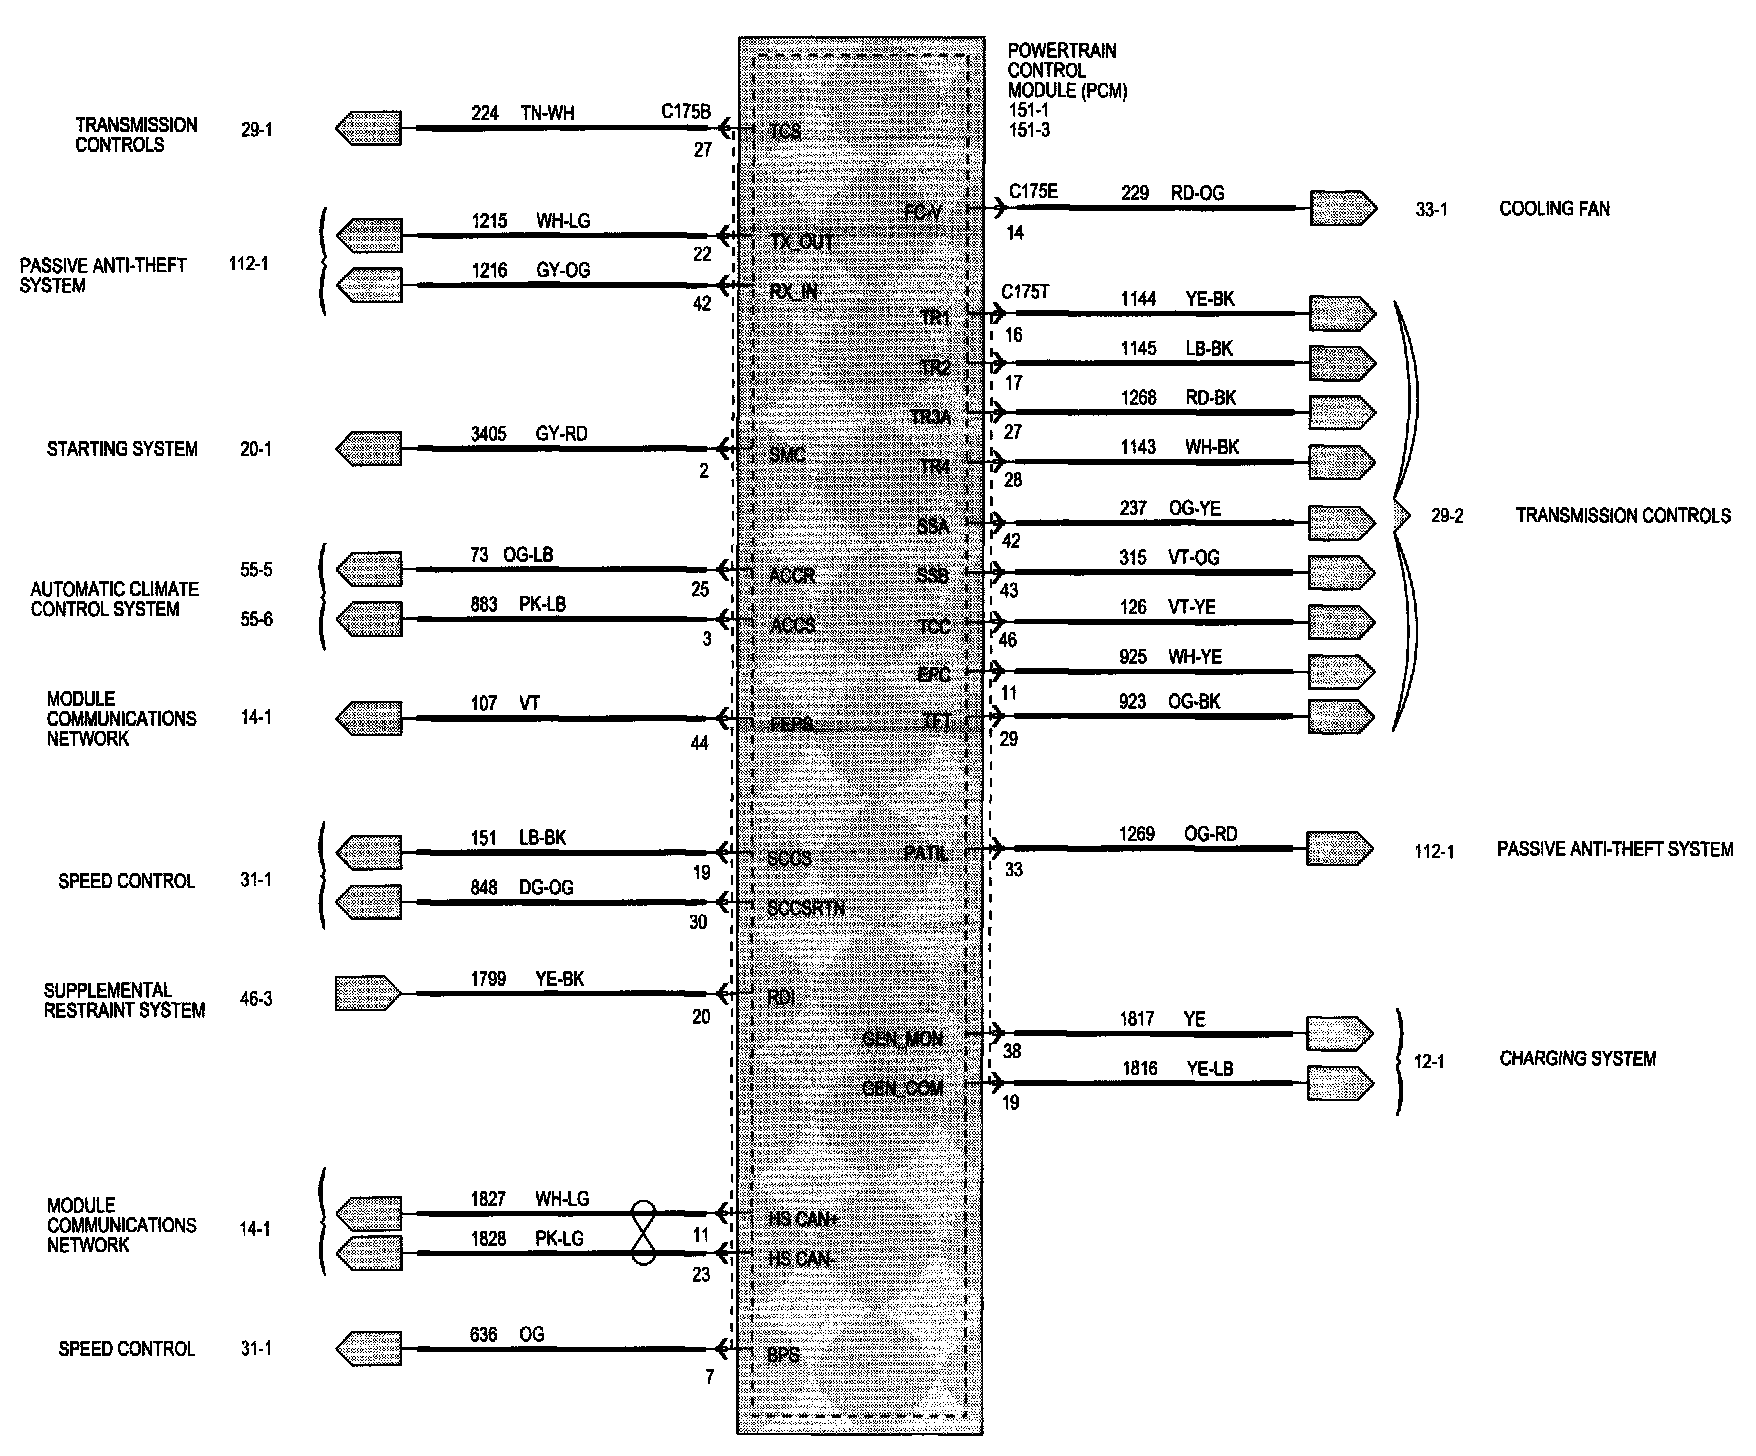 POWERTRAIN
CONTROL
MODULE (PCM)
151-1
151-3
TRANSMISSION
CONTROLS
29-1
224 TN-WH
C175B
27
TCS
PASSIVE ANTI-THEFT
SYSTEM
112-1
1215 WH-LG
22
TX_OUT
1216 GY-OG
42
RX_IN
STARTING SYSTEM
20-1
3405 GY-RD
2
SMC
AUTOMATIC CLIMATE
CONTROL SYSTEM
55-5
73 OG-LB
25
ACCR
55-6
883 PK-LB
3
ACCS
MODULE
COMMUNICATIONS
NETWORK
14-1
107 VT
44
FEPS
SPEED CONTROL
31-1
151 LB-BK
19
SCCS
848 DG-OG
30
SCCSRTN
SUPPLEMENTAL
RESTRAINT SYSTEM
46-3
1799 YE-BK
20
RDI
MODULE
COMMUNICATIONS
NETWORK
14-1
1827 WH-LG
11
HS CAN+
1828 PK-LG
23
HS CAN-
SPEED CONTROL
31-1
636 OG
7
BPS
FC-V
C175E
14
229 RD-OG
33-1
COOLING FAN
C175T
TR1
16
1144 YE-BK
TR2
17
1145 LB-BK
TR3A
27
1268 RD-BK
TR4
28
1143 WH-BK
SSA
42
237 OG-YE
SSB
43
315 VT-OG
TCC
46
126 VT-YE
EPC
11
925 WH-YE
TFT
29
923 OG-BK
29-2
TRANSMISSION CONTROLS
PATIL
33
1269 OG-RD
112-1
PASSIVE ANTI-THEFT SYSTEM
GEN_MON
38
1817 YE
GEN_COM
19
1816 YE-LB
12-1
CHARGING SYSTEM